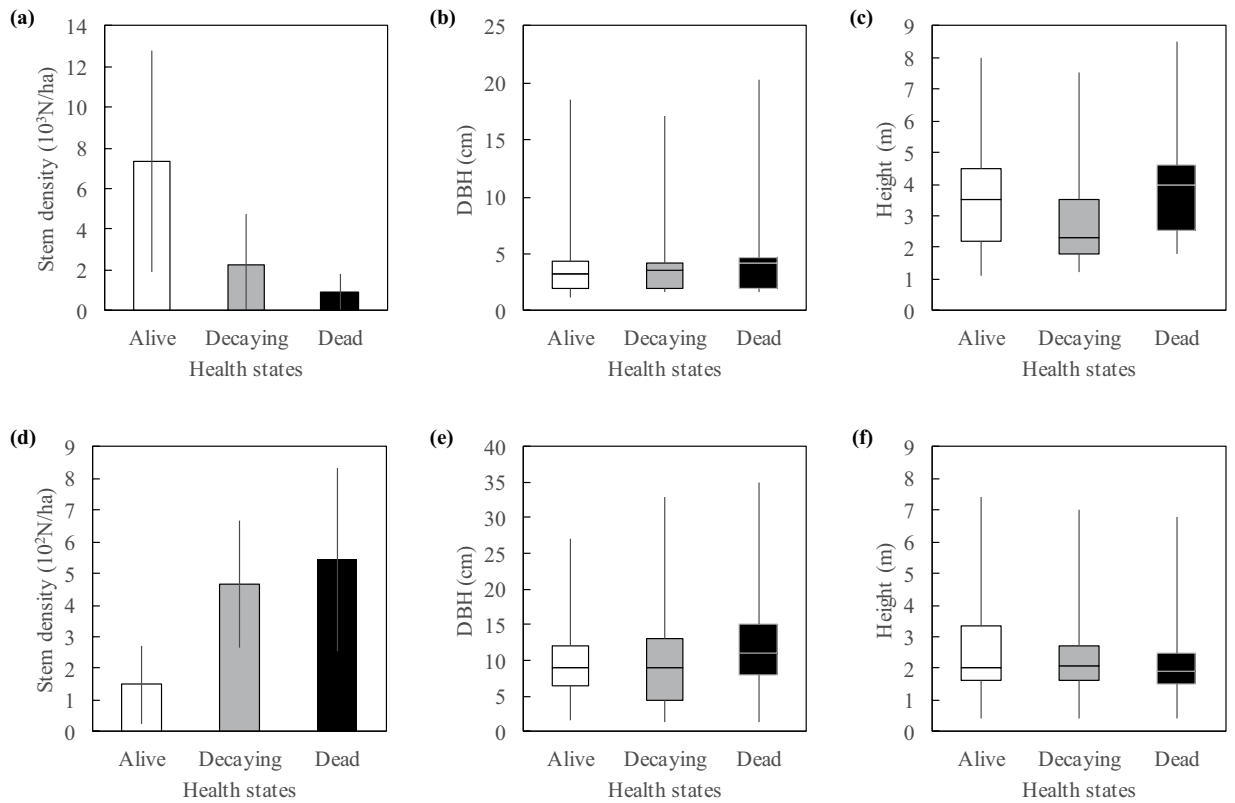 (a)
Stem density (10³N/ha)
14
12
10
8
6
4
2
0
Alive Decaying Dead
Health states
(b)
DBH (cm)
25
20
15
10
5
0
Alive Decaying Dead
Health states
(c)
Height (m)
9
8
7
6
5
4
3
2
1
0
Alive Decaying Dead
Health states
(d)
Stem density (10²N/ha)
9
8
7
6
5
4
3
2
1
0
Alive Decaying Dead
Health states
(e)
DBH (cm)
40
35
30
25
20
15
10
5
0
Alive Decaying Dead
Health states
(f)
Height (m)
9
8
7
6
5
4
3
2
1
0
Alive Decaying Dead
Health states